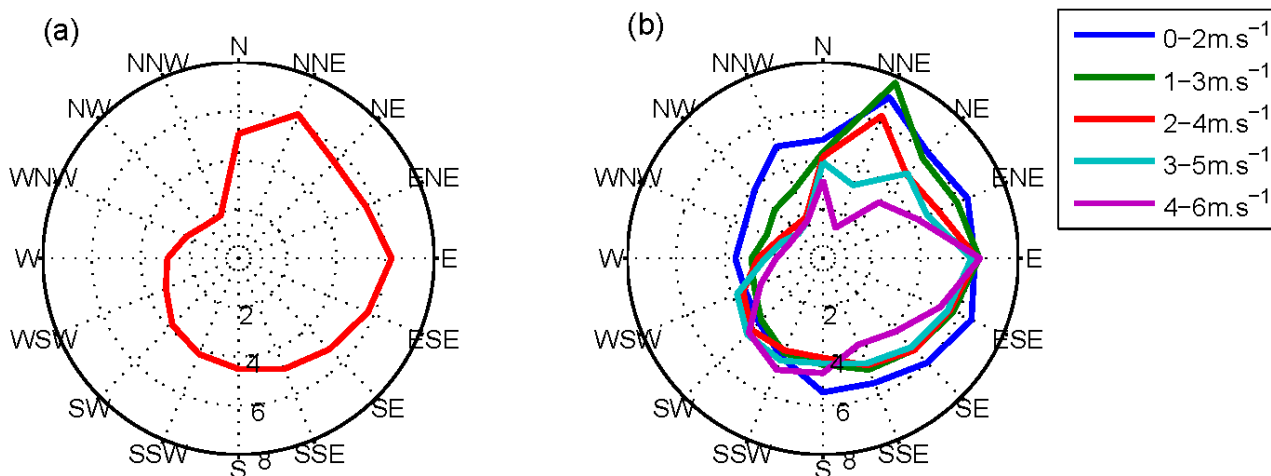 (a)
N
NNE
NE
ENE
E
ESE
SE
SSE
S
SSW
SW
WSW
W
WNW
NW
NNW
2
4
6
8
(b)
N
NNE
NE
ENE
E
ESE
SE
SSE
S
SSW
SW
WSW
W
WNW
NW
NNW
2
4
6
8
0−2m.s⁻¹
1−3m.s⁻¹
2−4m.s⁻¹
3−5m.s⁻¹
4−6m.s⁻¹